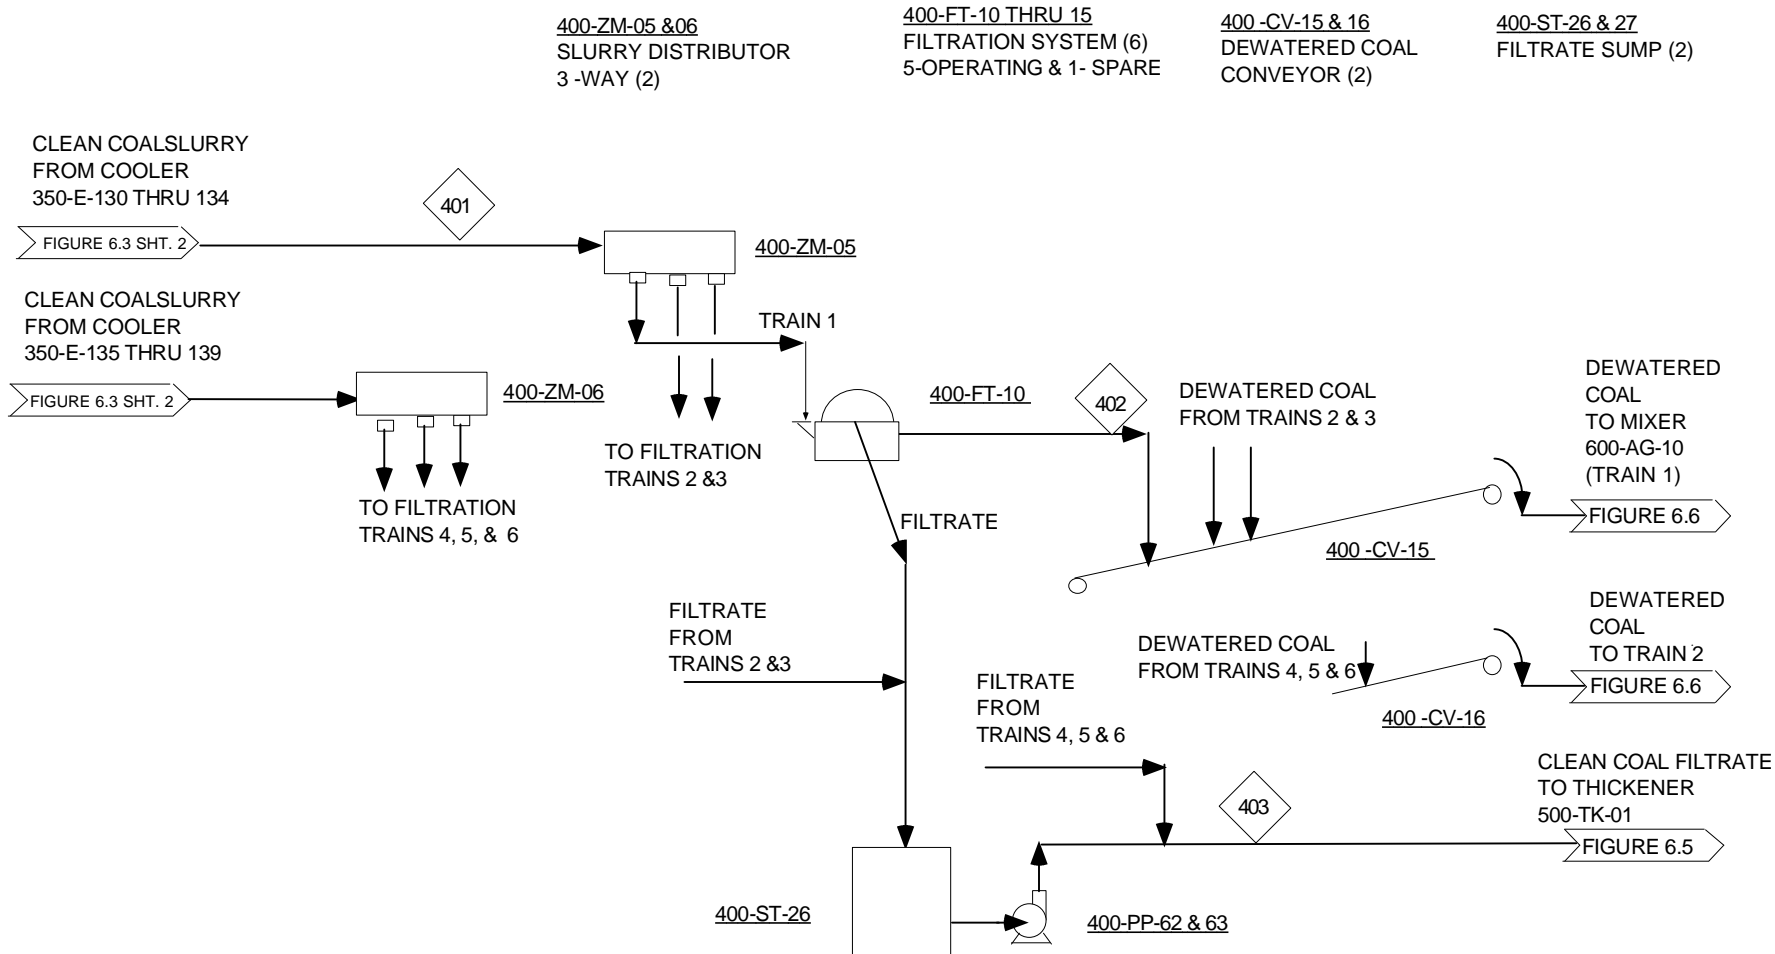 400-ZM-05 &06
SLURRY DISTRIBUTOR
3 -WAY (2)
400-FT-10 THRU 15
FILTRATION SYSTEM (6)
5-OPERATING & 1- SPARE
400 -CV-15 & 16
DEWATERED COAL
CONVEYOR (2)
400-ST-26 & 27
FILTRATE SUMP (2)
CLEAN COALSLURRY
FROM COOLER
350-E-130 THRU 134
FIGURE 6.3 SHT. 2
401
400-ZM-05
CLEAN COALSLURRY
FROM COOLER
350-E-135 THRU 139
FIGURE 6.3 SHT. 2
400-ZM-06
TRAIN 1
TO FILTRATION
TRAINS 2 &3
TO FILTRATION
TRAINS 4, 5, & 6
400-FT-10
402
DEWATERED COAL
FROM TRAINS 2 & 3
DEWATERED
COAL
TO MIXER
600-AG-10
(TRAIN 1)
FIGURE 6.6
FILTRATE
400 -CV-15
FILTRATE
FROM
TRAINS 2 &3
DEWATERED COAL
FROM TRAINS 4, 5 & 6
DEWATERED
COAL
TO TRAIN 2
FIGURE 6.6
400 -CV-16
FILTRATE
FROM
TRAINS 4, 5 & 6
403
CLEAN COAL FILTRATE
TO THICKENER
500-TK-01
FIGURE 6.5
400-ST-26
400-PP-62 & 63